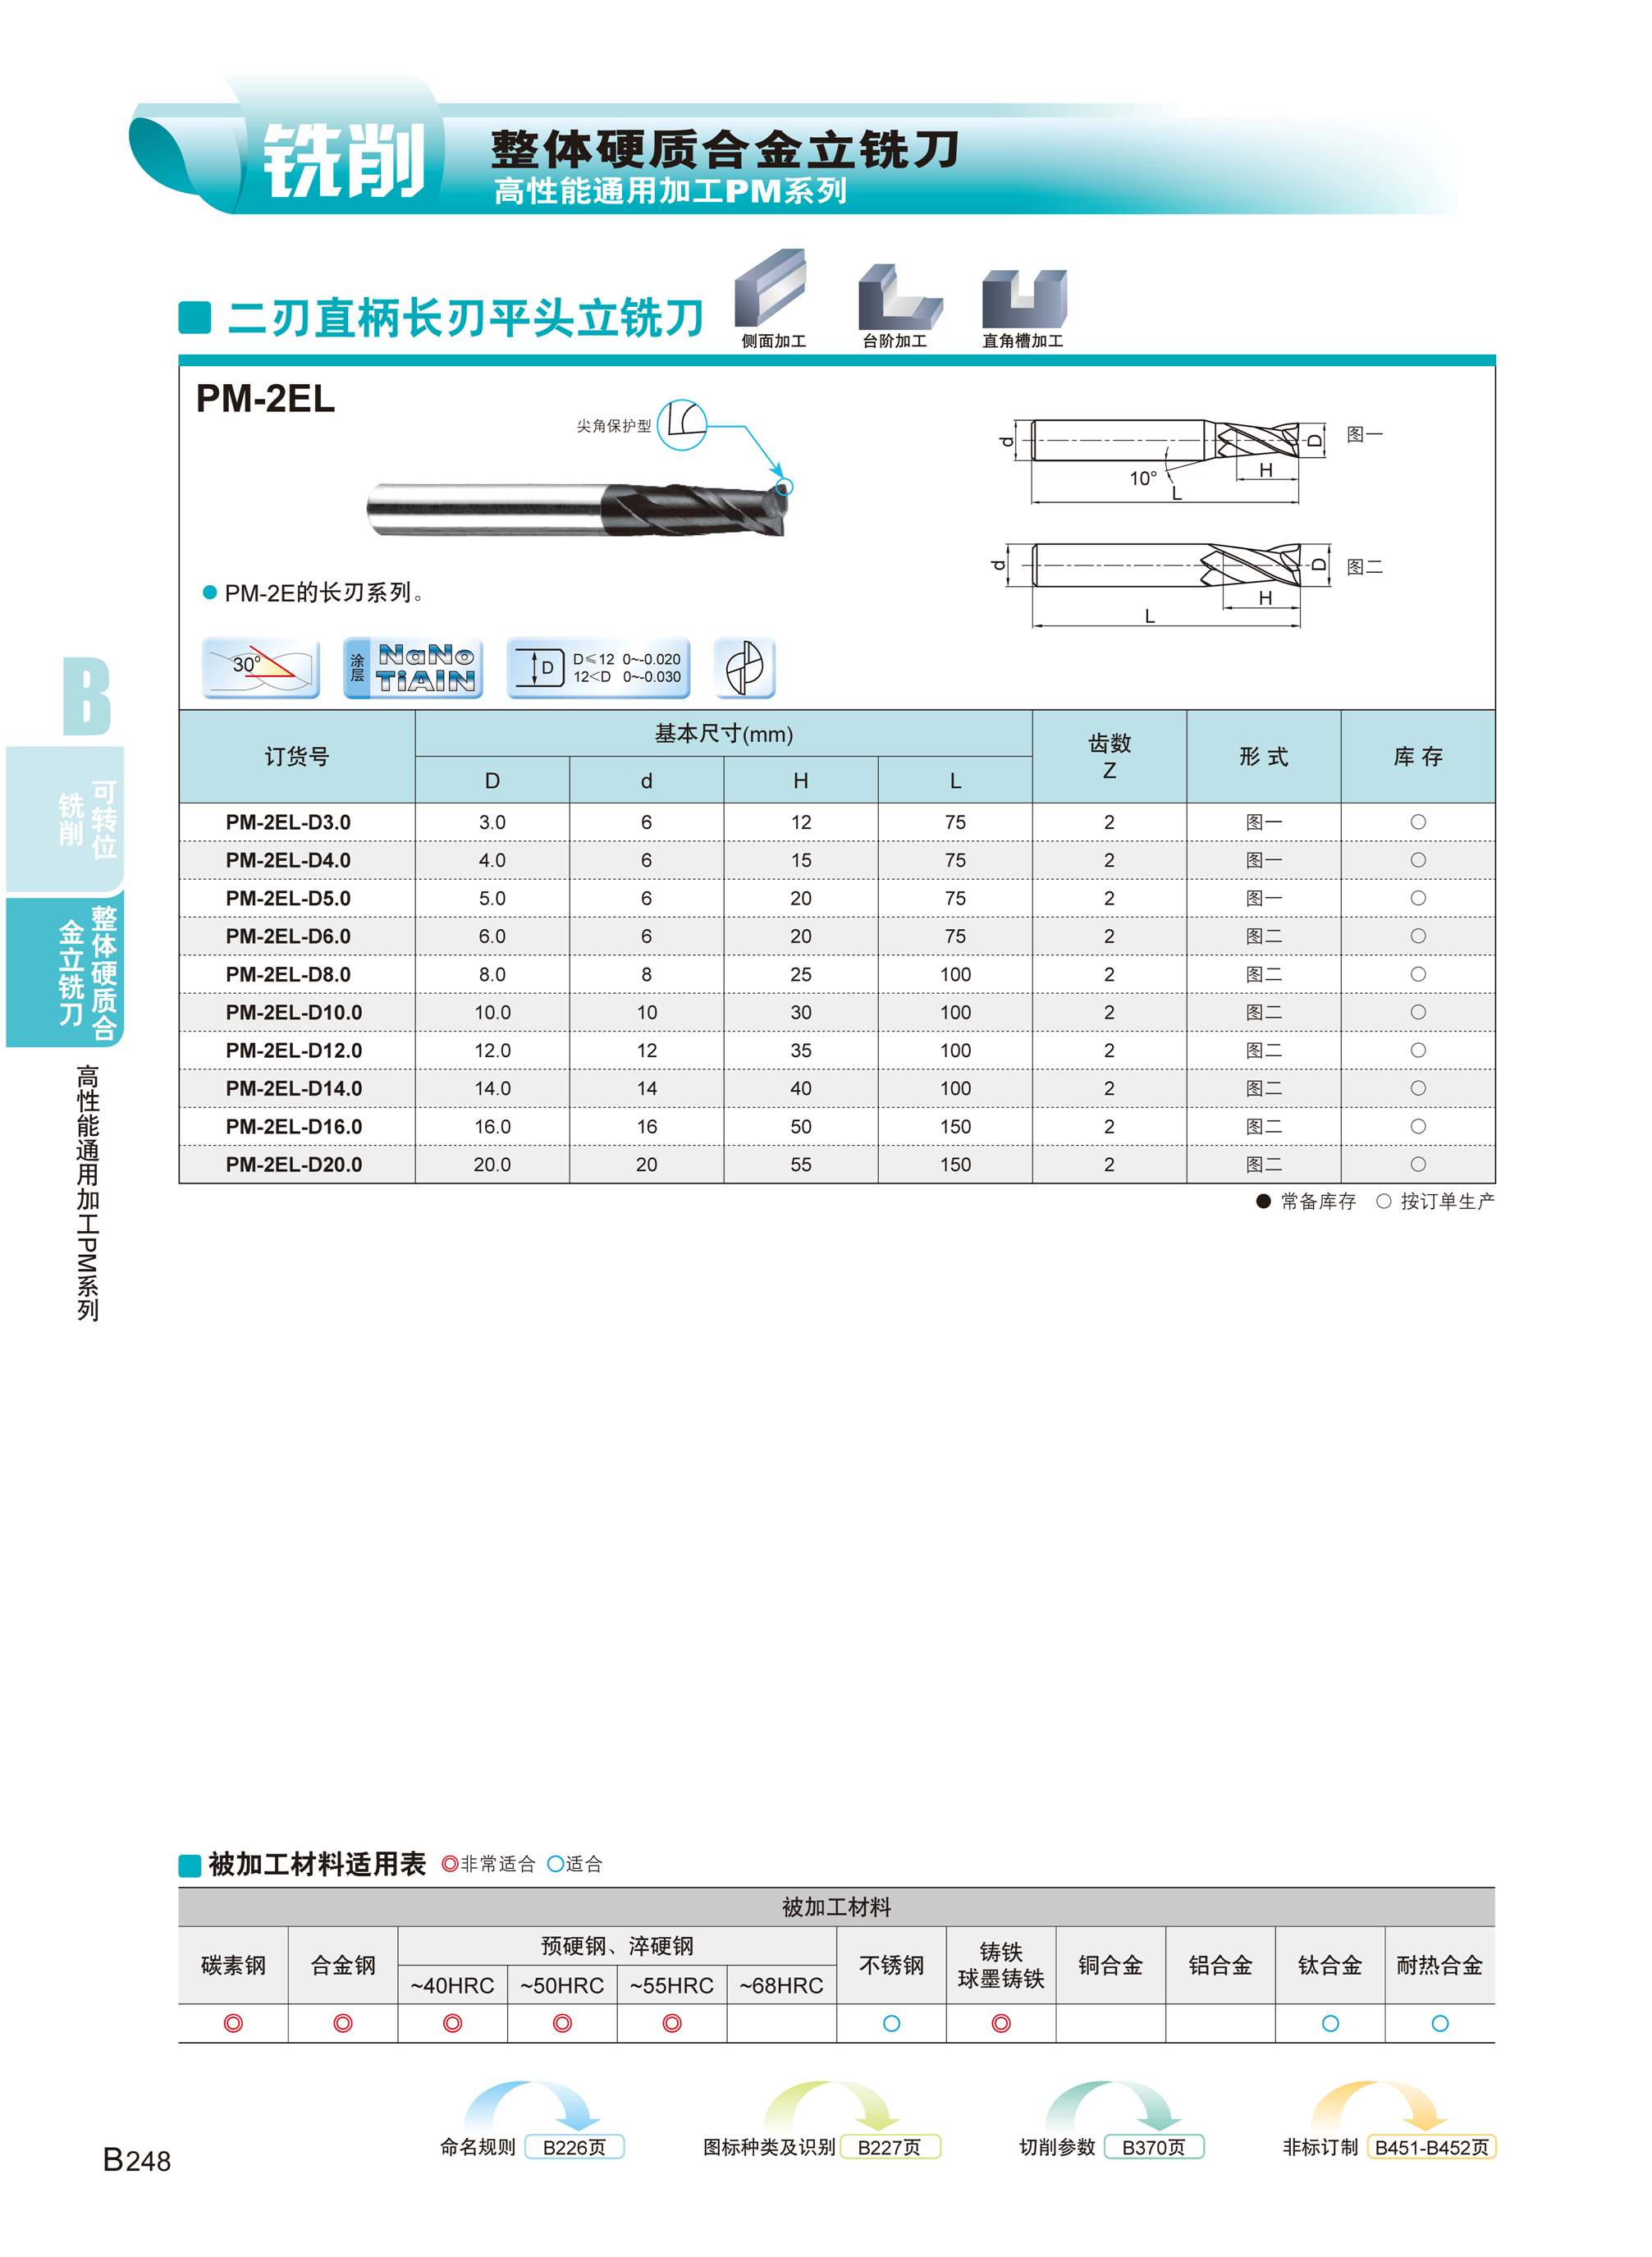 铣削
整体硬质合金立铣刀
高性能通用加工PM系列
二刃直柄长刃平头立铣刀
侧面加工
台阶加工
直角槽加工
PM-2EL
尖角保护型
d
10°
H
L
D
图一
d
H
L
D
图二
PM-2E的长刃系列。
30°
涂层
NaNo
TiAlN
D
D≤12 0~-0.020
12<D 0~-0.030
B
可转位
铣削
整体硬质合
金立铣刀
高性能通用加工PM系列
订货号 基本尺寸(mm) 齿数 Z 形 式 库 存
D d H L
PM-2EL-D3.0 3.0 6 12 75 2 图一 ○
PM-2EL-D4.0 4.0 6 15 75 2 图一 ○
PM-2EL-D5.0 5.0 6 20 75 2 图一 ○
PM-2EL-D6.0 6.0 6 20 75 2 图二 ○
PM-2EL-D8.0 8.0 8 25 100 2 图二 ○
PM-2EL-D10.0 10.0 10 30 100 2 图二 ○
PM-2EL-D12.0 12.0 12 35 100 2 图二 ○
PM-2EL-D14.0 14.0 14 40 100 2 图二 ○
PM-2EL-D16.0 16.0 16 50 150 2 图二 ○
PM-2EL-D20.0 20.0 20 55 150 2 图二 ○
● 常备库存 ○ 按订单生产
被加工材料适用表 ◎非常适合 ○适合
被加工材料
碳素钢 合金钢 预硬钢、淬硬钢 不锈钢 铸铁 球墨铸铁 铜合金 铝合金 钛合金 耐热合金
~40HRC ~50HRC ~55HRC ~68HRC
◎ ◎ ◎ ◎ ◎ ○ ◎ ○ ○
命名规则 B226页
图标种类及识别 B227页
切削参数 B370页
非标订制 B451-B452页
B248